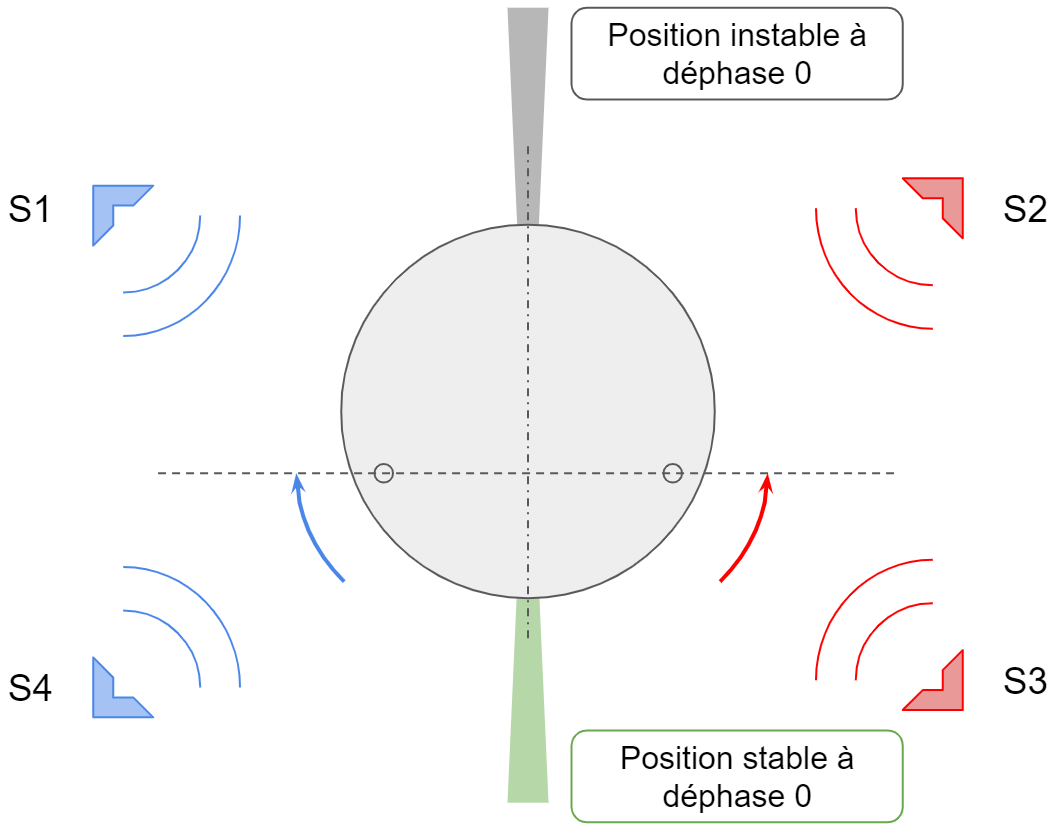 Position instable à
déphase 0
S1
S2
S4
S3
Position stable à
déphase 0